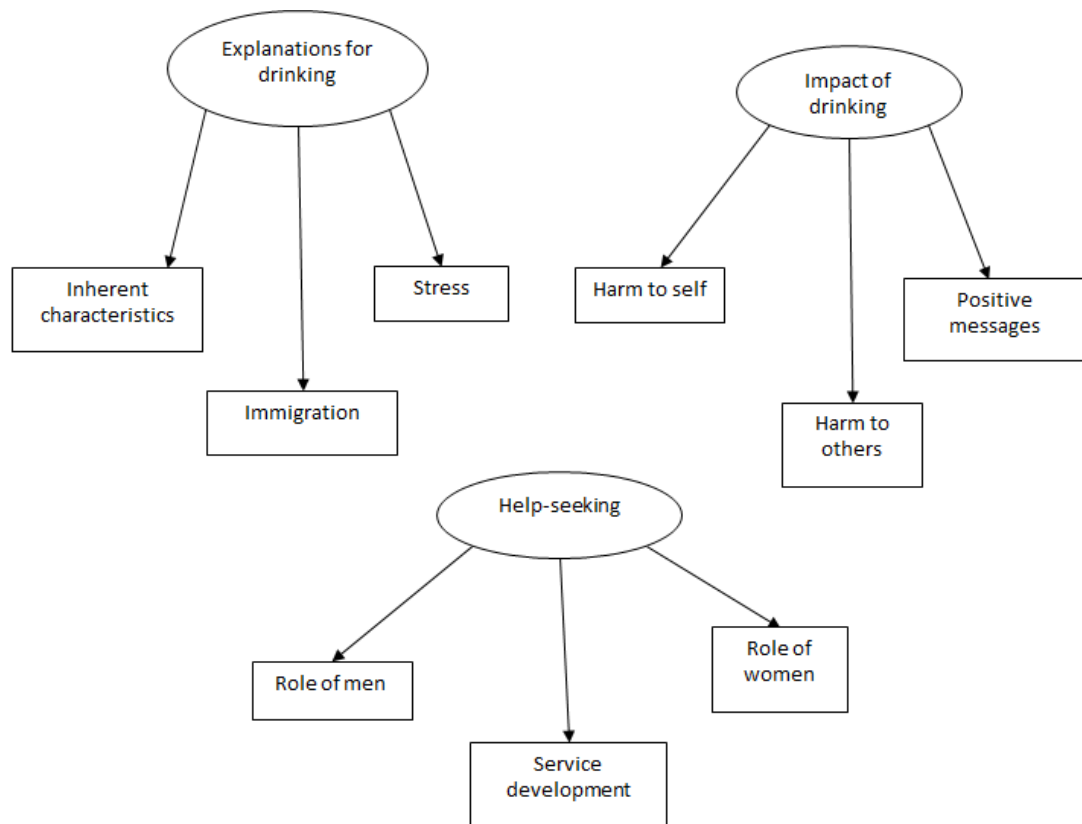 Explanations for
drinking
Inherent
characteristics
Immigration
Stress
Impact of
drinking
Harm to self
Harm to
others
Positive
messages
Help-seeking
Role of men
Service
development
Role of
women